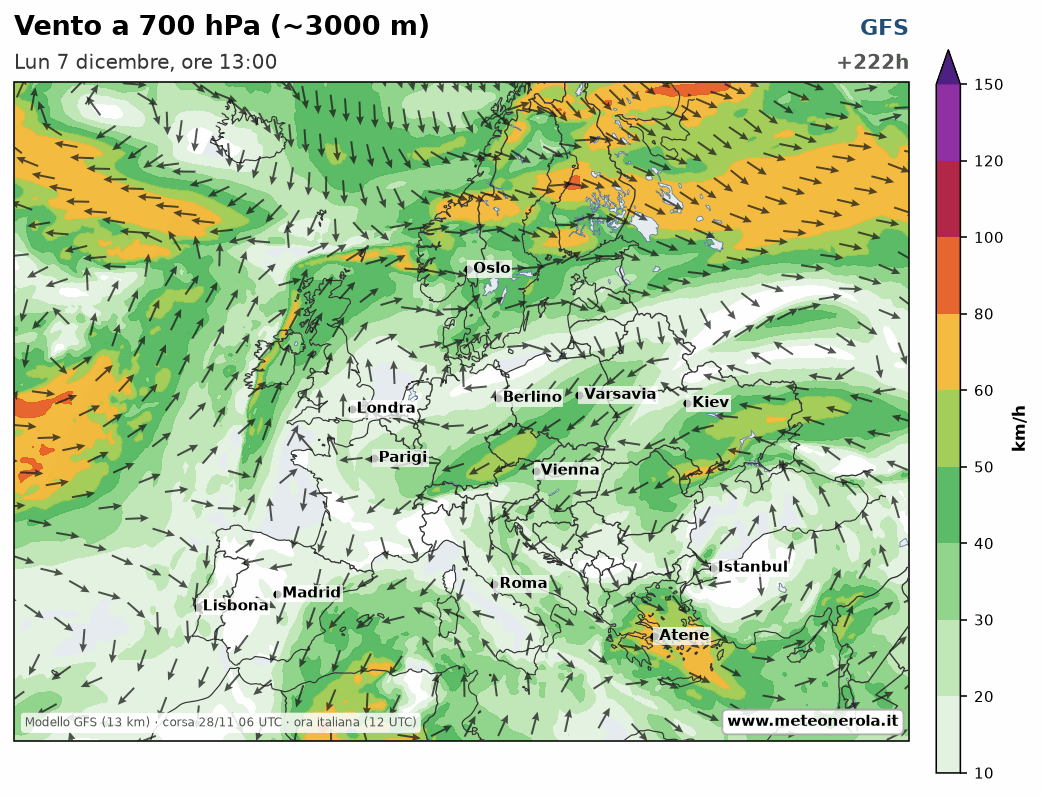 Vento a 700 hPa (~3000 m)
GFS
Lun 7 dicembre, ore 13:00
+222h
150
120
100
80
60
50
40
30
20
10
km/h
Oslo
Londra
Berlino
Varsavia
Kiev
Parigi
Vienna
Istanbul
Roma
Madrid
Lisbona
Atene
Modello GFS (13 km) · corsa 28/11 06 UTC · ora italiana (12 UTC)
www.meteonerola.it